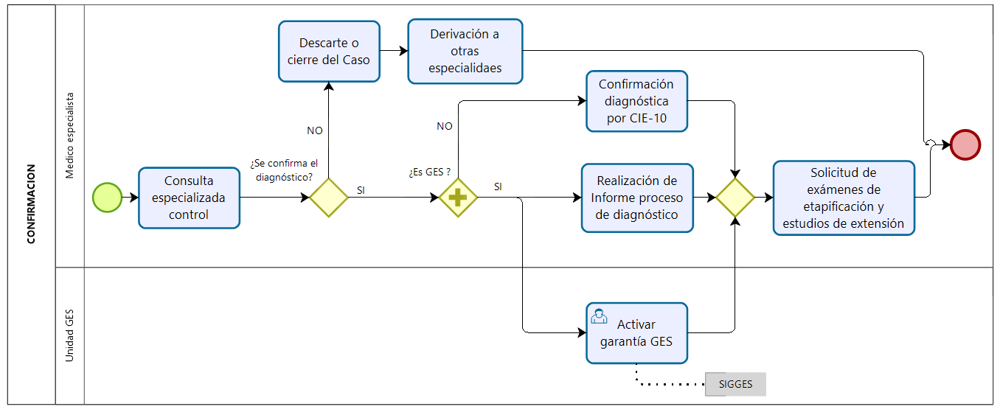 CONFIRMACION
Medico especialista
Descarte o
cierre del Caso
Derivación a
otras
especialidaes
Confirmación
diagnóstica
por CIE-10
NO
NO
¿Se confirma el
diagnóstico?
¿Es GES ?
Consulta
especializada
control
SI
SI
Realización de
Informe proceso
de diagnóstico
Solicitud de
exámenes de
etapificación y
estudios de extensión
Unidad GES
Activar
garantía GES
SIGGES